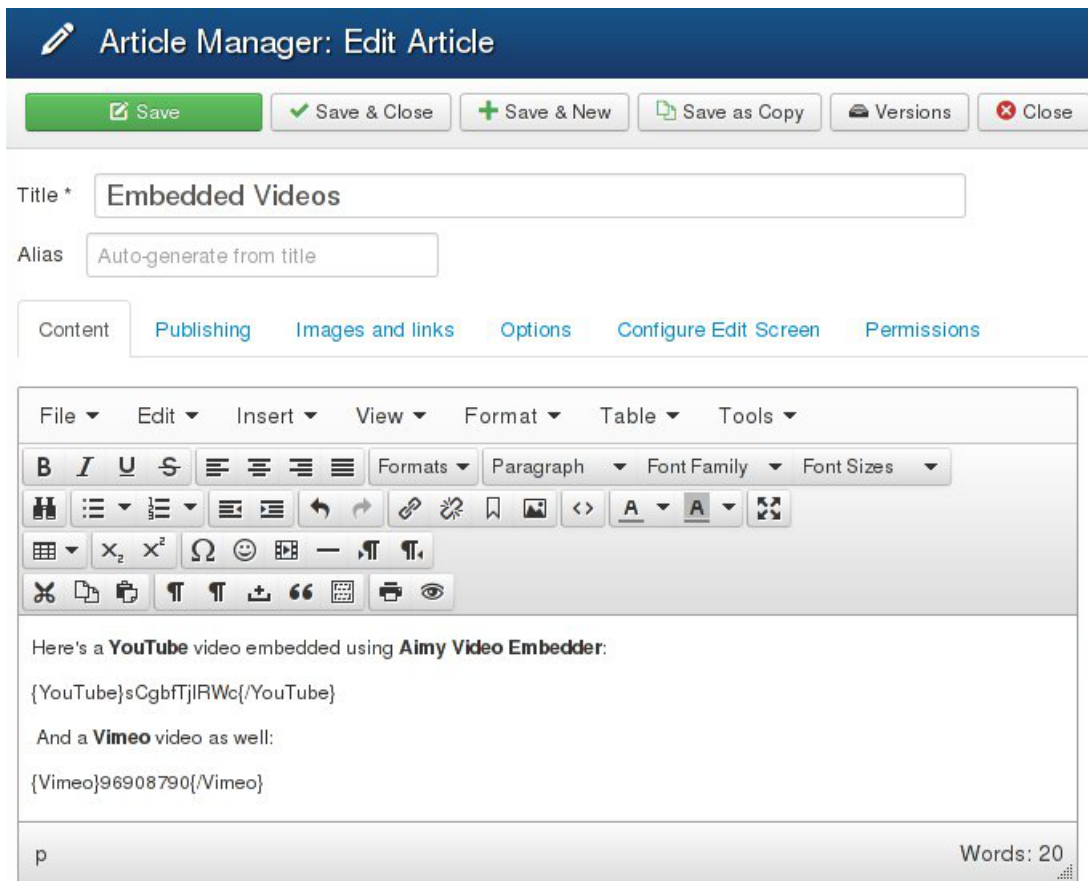 Article Manager: Edit Article
Save Save & Close Save & New Save as Copy Versions Close
Title * Embedded Videos
Alias Auto-generate from title
Content Publishing Images and links Options Configure Edit Screen Permissions
File Edit Insert View Format Table Tools
B I U S Formats Paragraph Font Family Font Sizes
A A
X₂ X² Ω
Here's a YouTube video embedded using Aimy Video Embedder:
{YouTube}sCgbfTjlRWc{/YouTube}
And a Vimeo video as well:
{Vimeo}96908790{/Vimeo}
p Words: 20